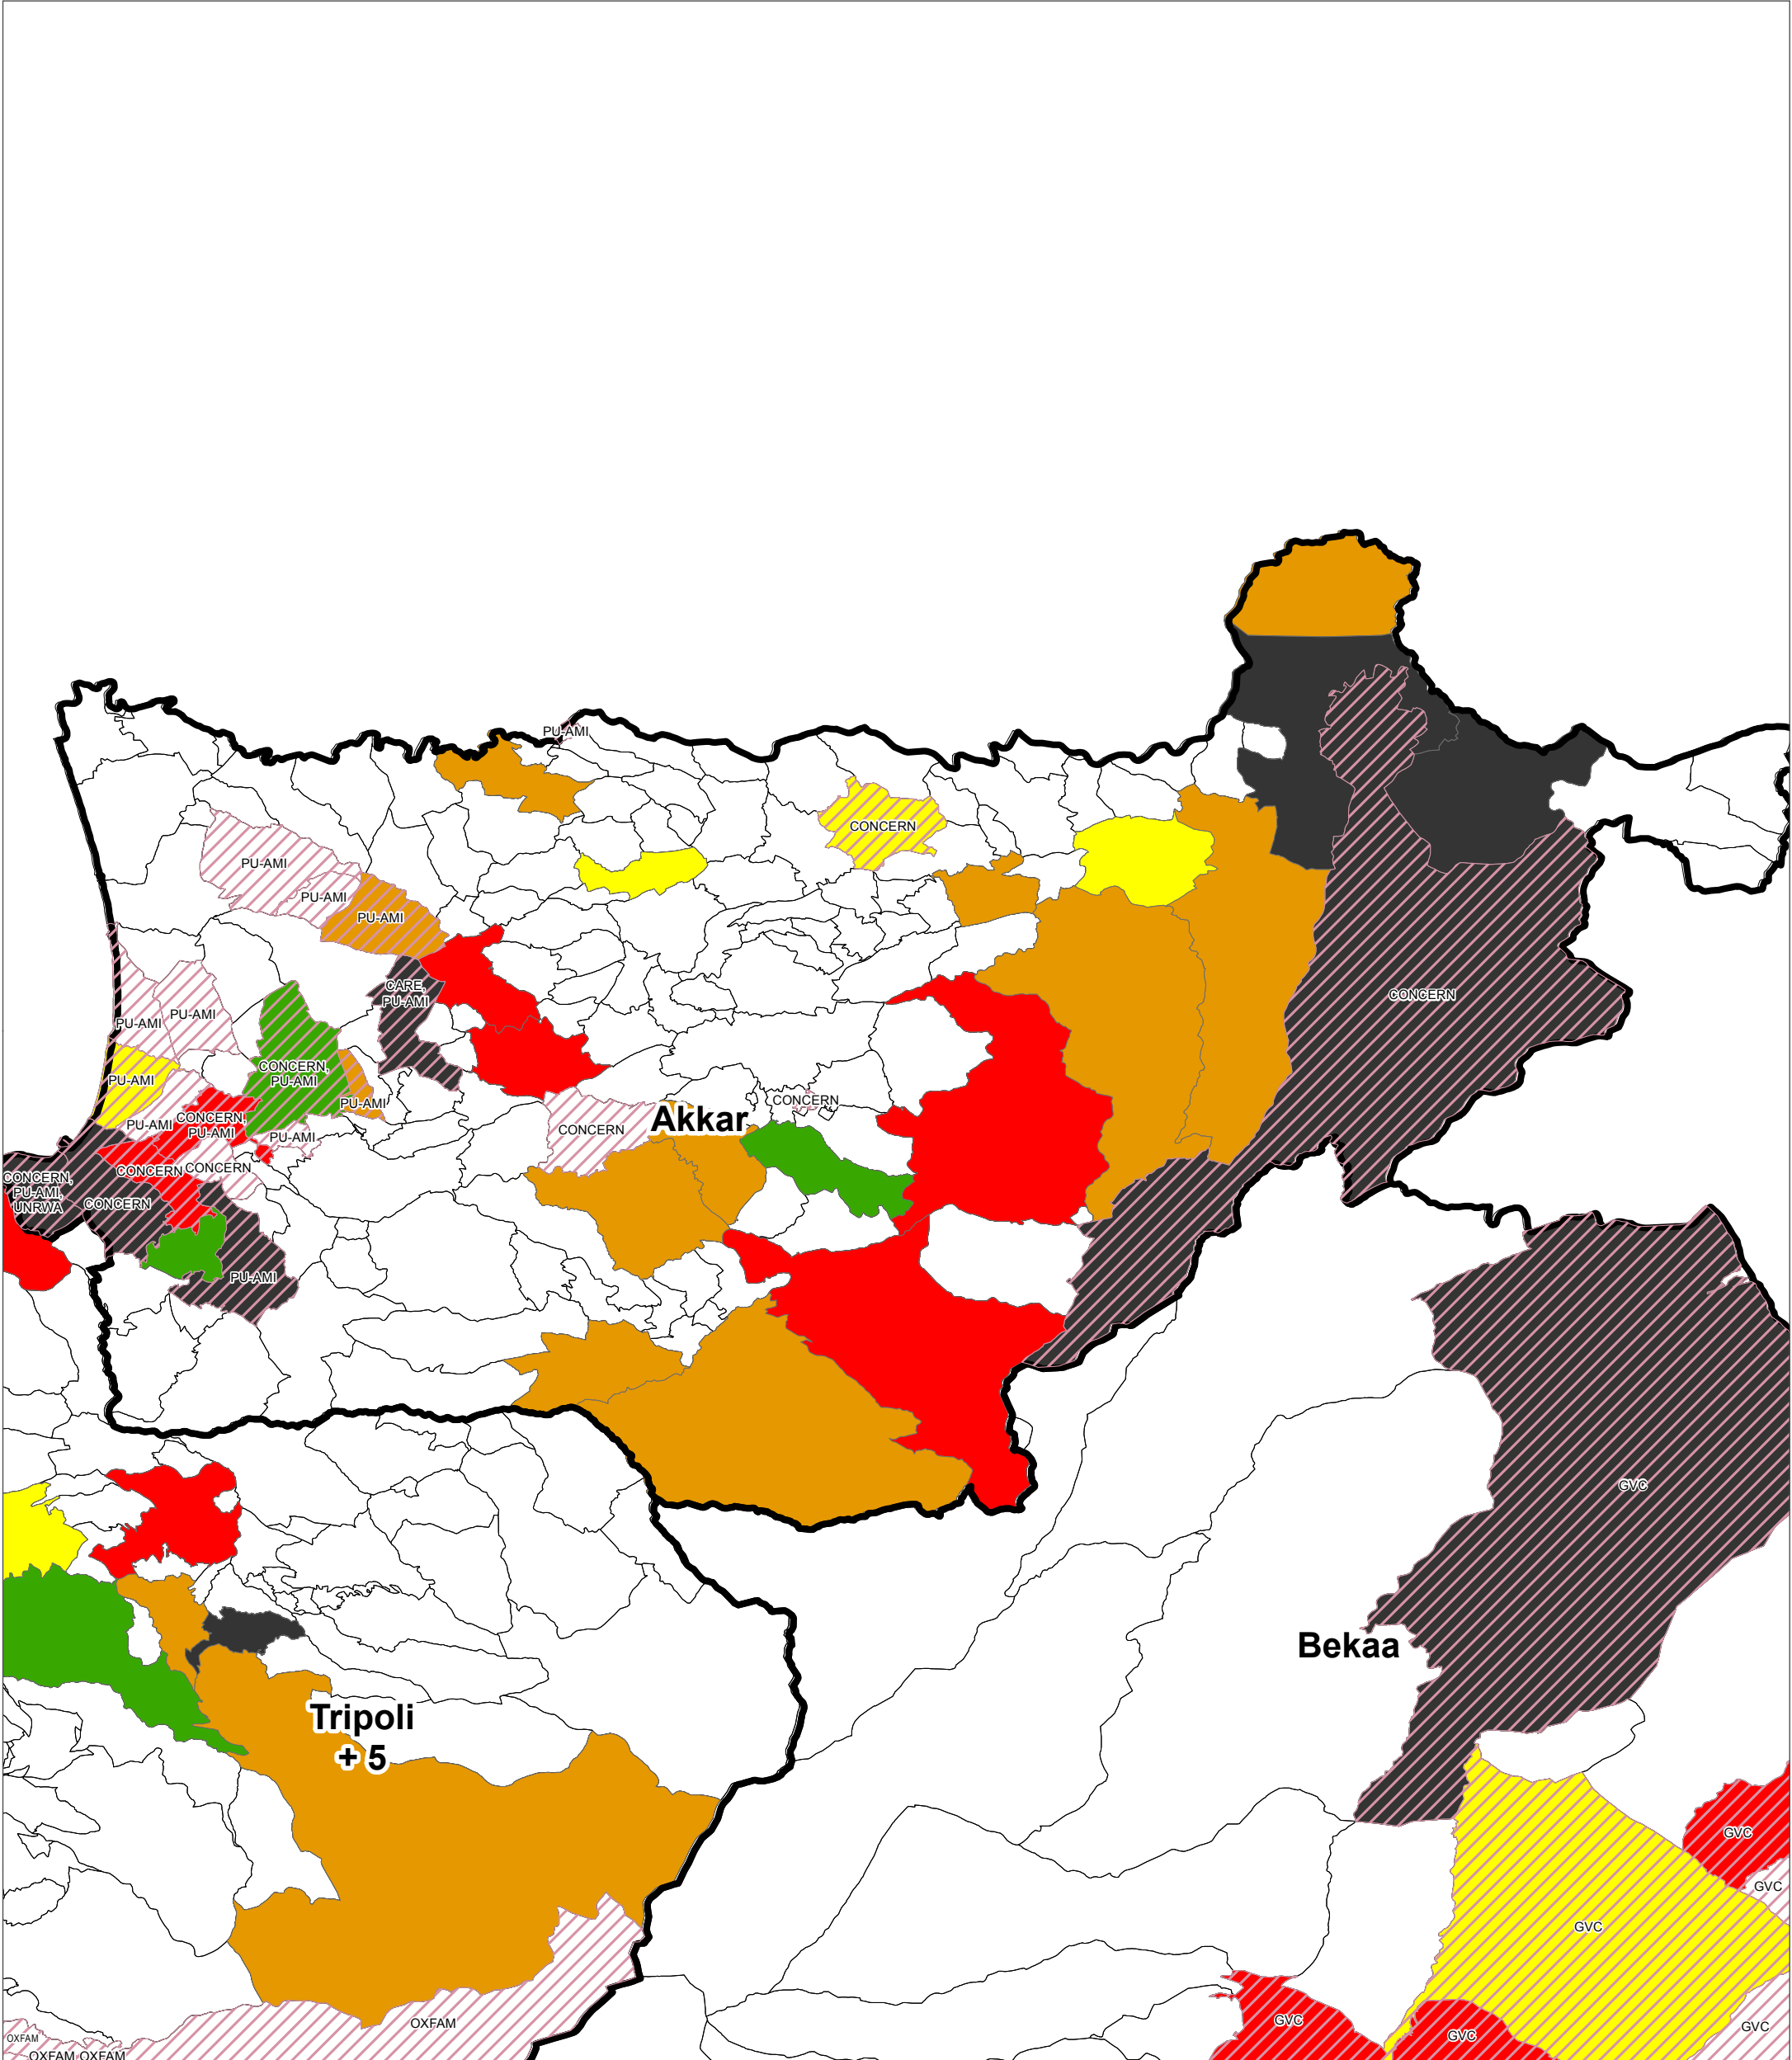 PU-AMI
CONCERN
PU-AMI
PU-AMI
PU-AMI
CARE,
PU-AMI
CONCERN
PU-AMI
PU-AMI
CONCERN,
PU-AMI
PU-AMI
PU-AMI
CONCERN
Akkar
CONCERN,
PU-AMI
PU-AMI
CONCERN
PU-AMI
CONCERN
CONCERN
CONCERN,
PU-AMI,
UNRWA
CONCERN
PU-AMI
GVC
Bekaa
Tripoli
+ 5
GVC
GVC
GVC
OXFAM
GVC
GVC
GVC
OXFAM
OXFAM
OXFAM